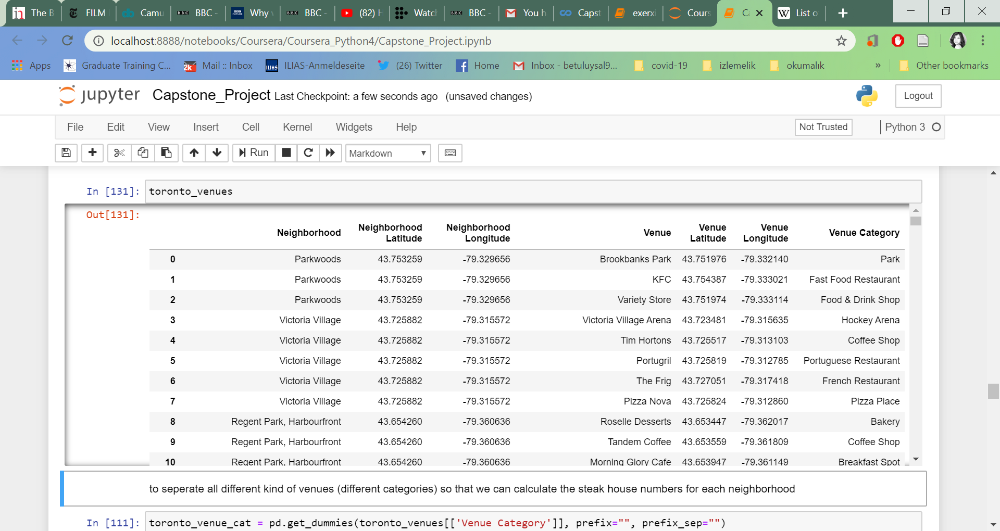 The B
FILM
Camu
BBC -
Why
BBC -
(82) H
Watch
BBC -
You h
Capst
exerxi
Cours
Ca
List o
localhost:8888/notebooks/Coursera/Coursera_Python4/Capstone_Project.ipynb
Apps Graduate Training C... Mail :: Inbox ILIAS-Anmeldeseite (26) Twitter Home Inbox - betuluysal9... covid-19 izlemelik okumalık » Other bookmarks
jupyter Capstone_Project Last Checkpoint: a few seconds ago (unsaved changes) Logout
File Edit View Insert Cell Kernel Widgets Help Not Trusted Python 3
Run Markdown
In [131]: toronto_venues
Out[131]:
Neighborhood Neighborhood Latitude Neighborhood Longitude Venue Venue Latitude Venue Longitude Venue Category
0 Parkwoods 43.753259 -79.329656 Brookbanks Park 43.751976 -79.332140 Park
1 Parkwoods 43.753259 -79.329656 KFC 43.754387 -79.333021 Fast Food Restaurant
2 Parkwoods 43.753259 -79.329656 Variety Store 43.751974 -79.333114 Food & Drink Shop
3 Victoria Village 43.725882 -79.315572 Victoria Village Arena 43.723481 -79.315635 Hockey Arena
4 Victoria Village 43.725882 -79.315572 Tim Hortons 43.725517 -79.313103 Coffee Shop
5 Victoria Village 43.725882 -79.315572 Portugril 43.725819 -79.312785 Portuguese Restaurant
6 Victoria Village 43.725882 -79.315572 The Frig 43.727051 -79.317418 French Restaurant
7 Victoria Village 43.725882 -79.315572 Pizza Nova 43.725824 -79.312860 Pizza Place
8 Regent Park, Harbourfront 43.654260 -79.360636 Roselle Desserts 43.653447 -79.362017 Bakery
9 Regent Park, Harbourfront 43.654260 -79.360636 Tandem Coffee 43.653559 -79.361809 Coffee Shop
10 Regent Park, Harbourfront 43.654260 -79.360636 Morning Glory Cafe 43.653947 -79.361149 Breakfast Spot
to seperate all different kind of venues (different categories) so that we can calculate the steak house numbers for each neighborhood
In [111]: toronto_venue_cat = pd.get_dummies(toronto_venues[['Venue Category']], prefix="", prefix_sep="")